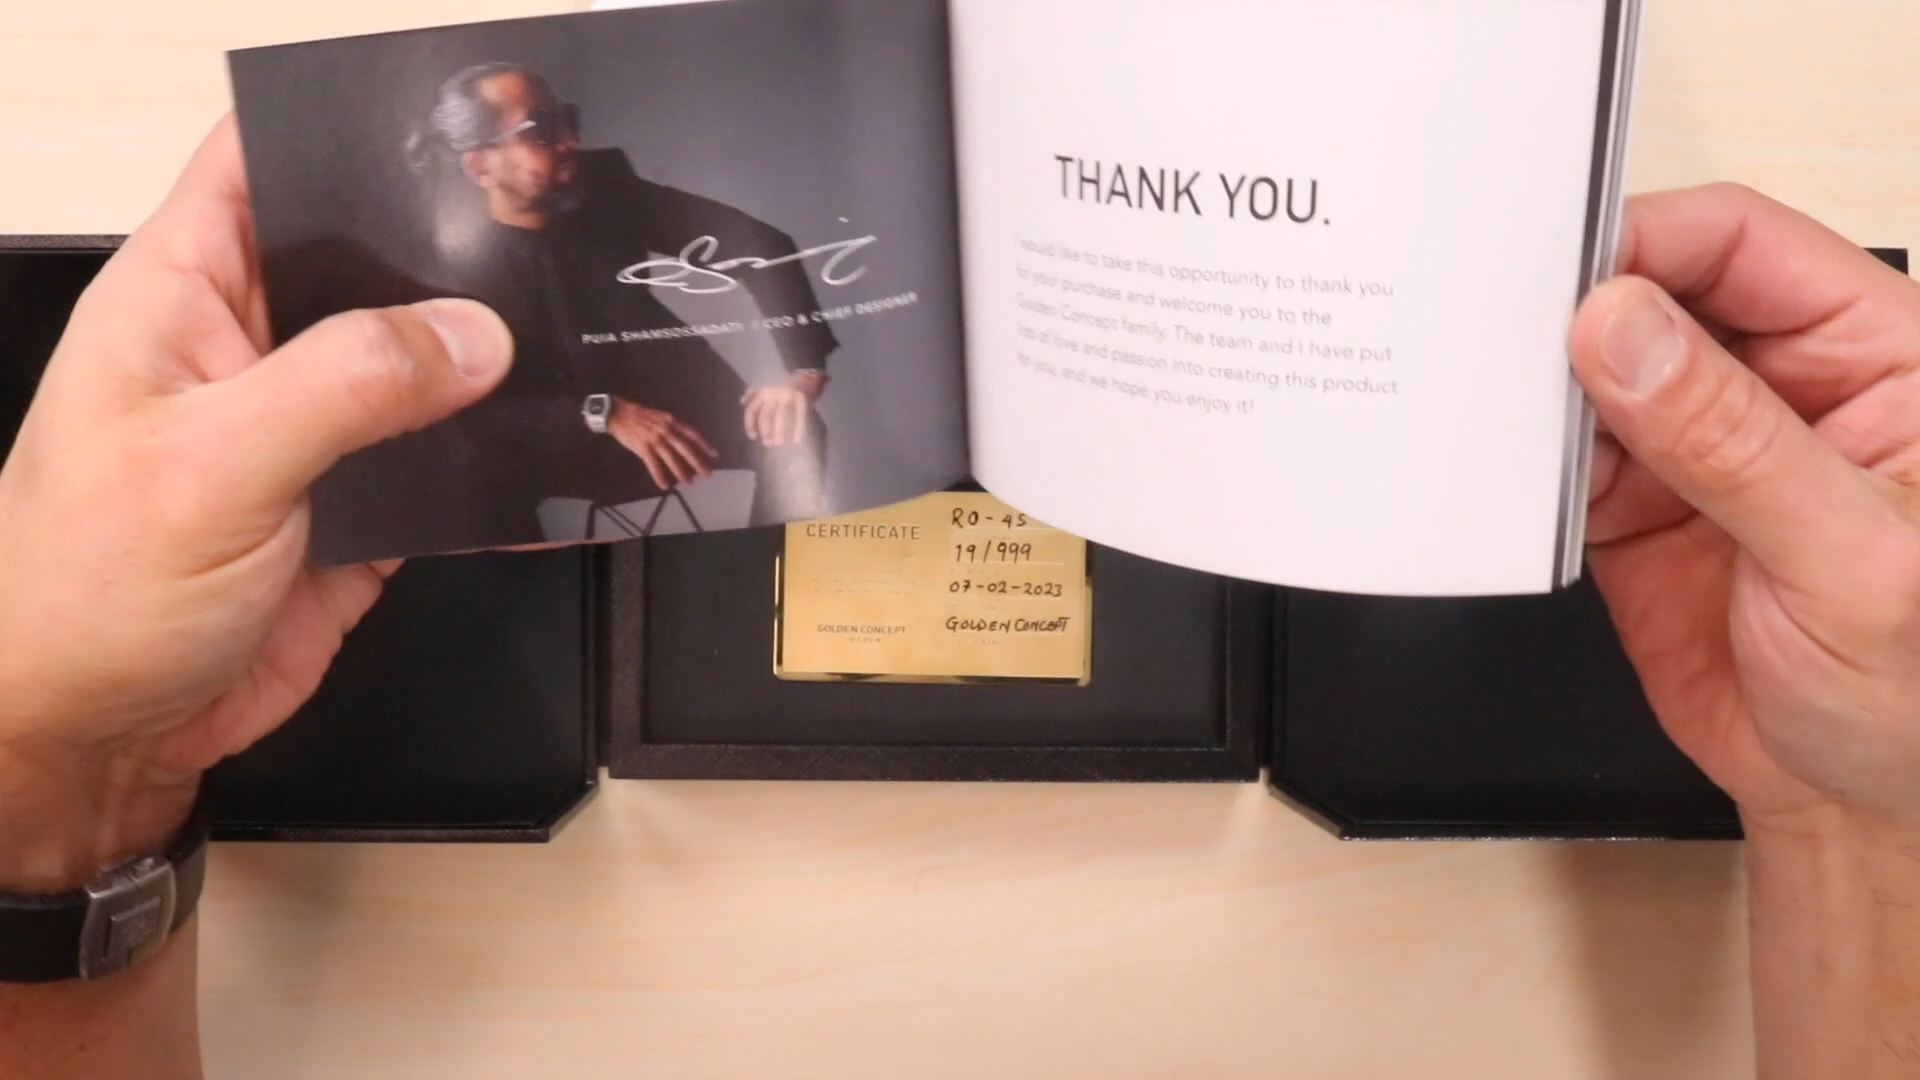 PUIA SHAMSOSSADATI / CEO & CHIEF DESIGNER
THANK YOU.
I would like to take this opportunity to thank you
for your purchase and welcome you to the
Golden Concept family. The team and I have put
lots of love and passion into creating this product
for you, and we hope you enjoy it!
CERTIFICATE
GOLDEN CONCEPT
SWEDEN
RO-45
19/999
07-02-2023
GOLDEN CONCEPT